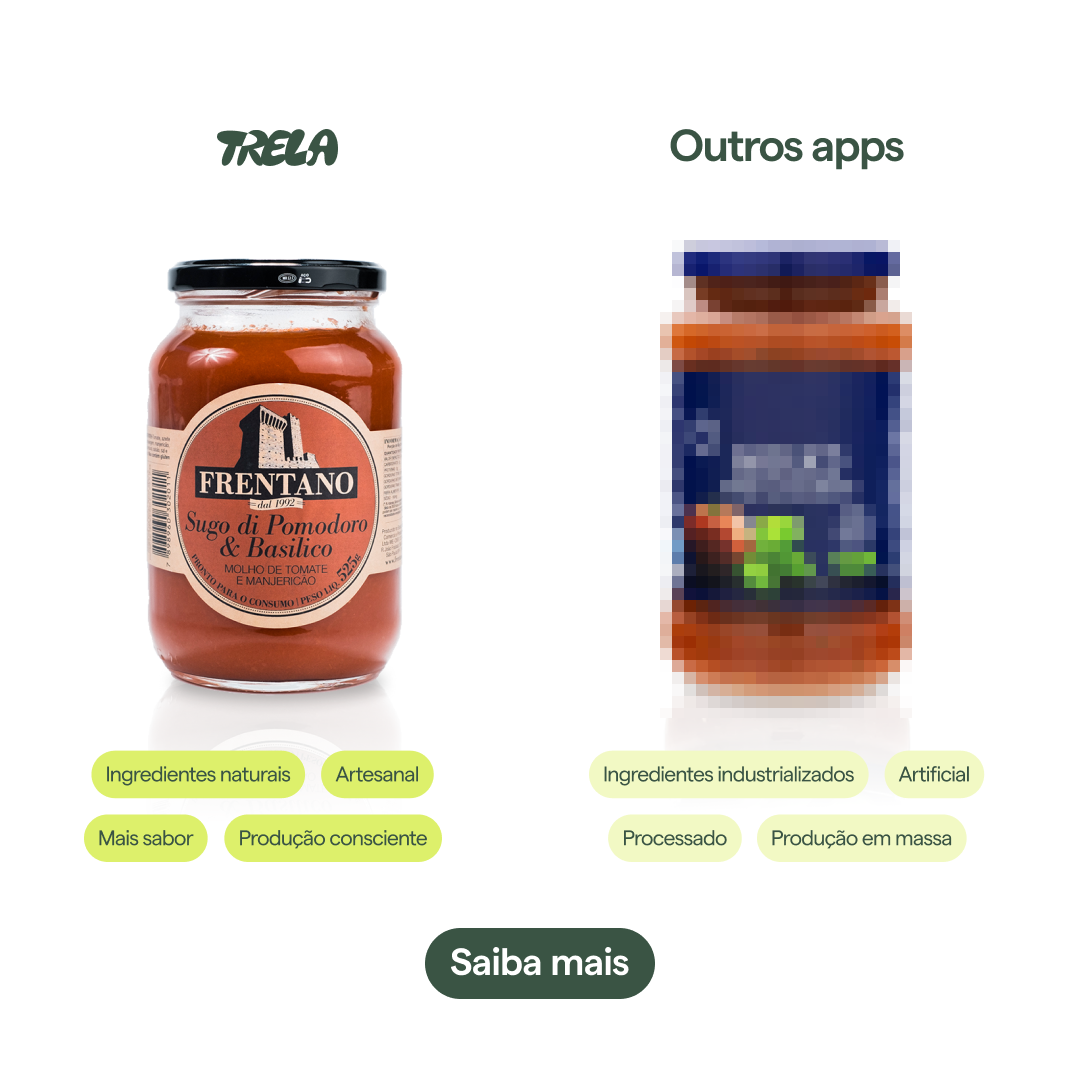 TRELA
Outros apps
FRENTANO
dal 1992
Sugo di Pomodoro
& Basilico
MOLHO DE TOMATE
E MANJERICÃO
PRONTO PARA O CONSUMO | PESO LIQ. 525g
Ingredientes naturais
Artesanal
Ingredientes industrializados
Artificial
Mais sabor
Produção consciente
Processado
Produção em massa
Saiba mais